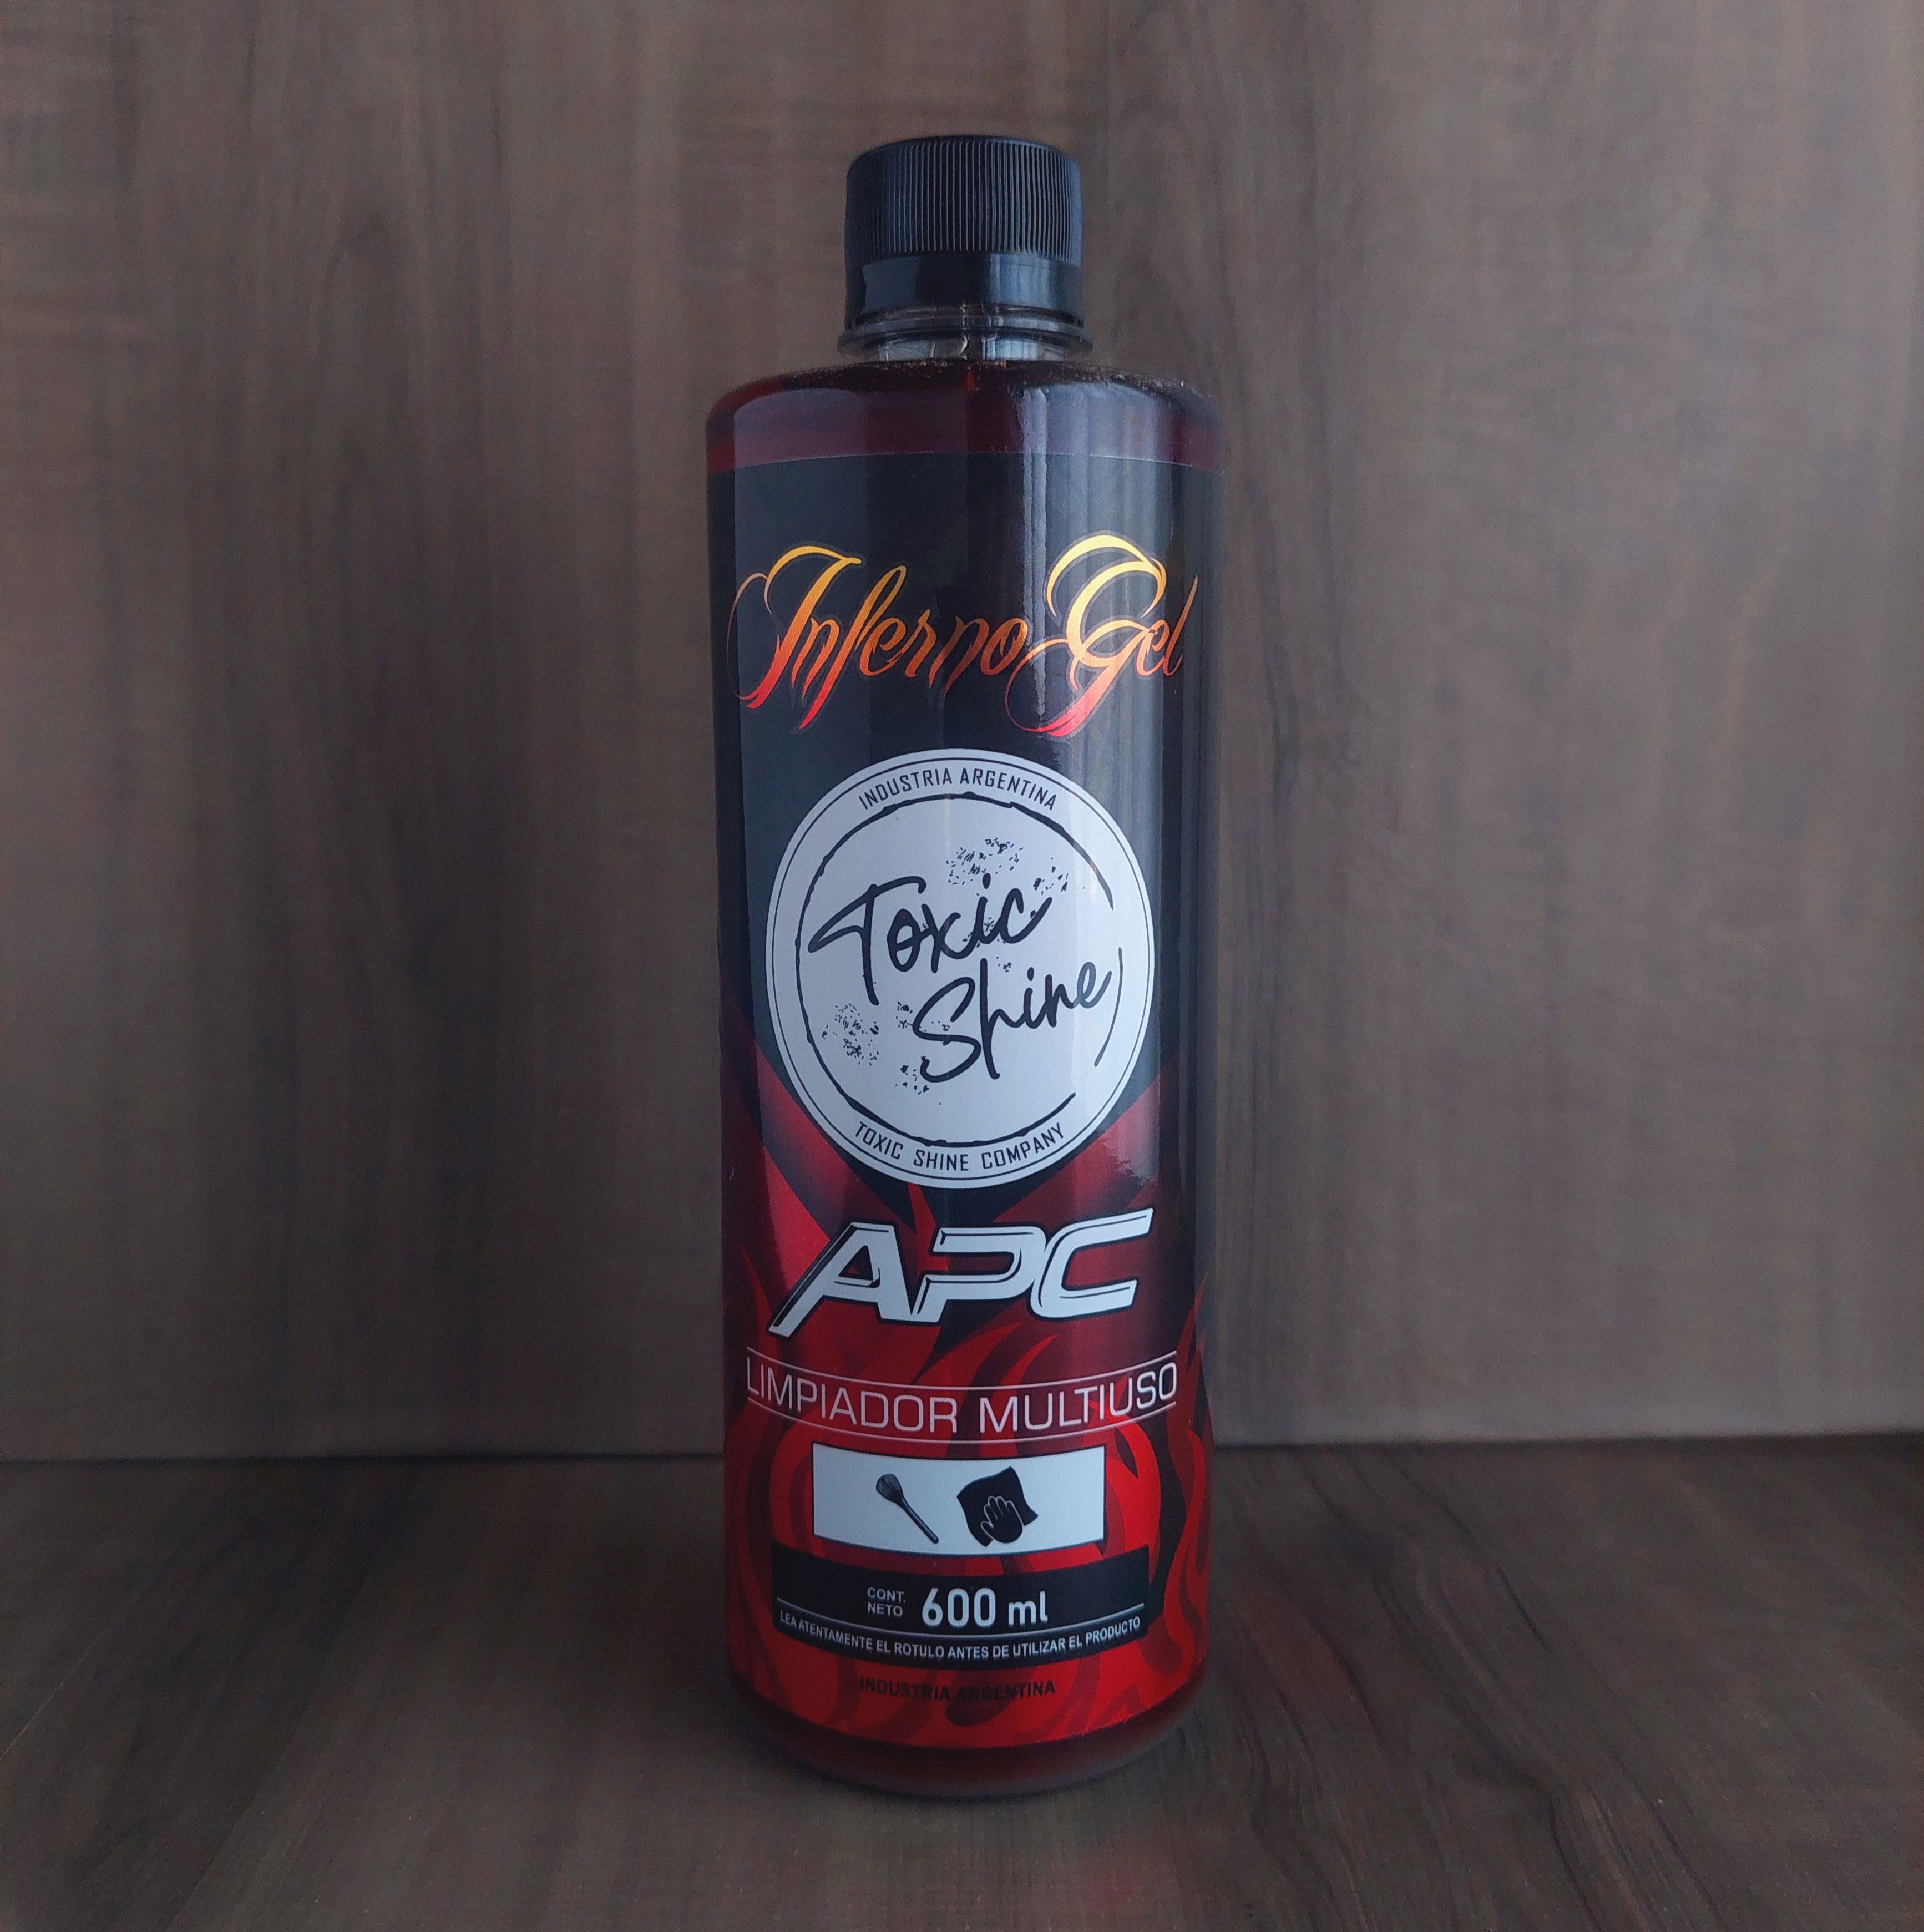 Inferno Gel
INDUSTRIA ARGENTINA
Toxic
Shine
TOXIC SHINE COMPANY
APC
LIMPIADOR MULTIUSO
CONT.
NETO
600 ml
LEA ATENTAMENTE EL ROTULO ANTES DE UTILIZAR EL PRODUCTO
INDUSTRIA ARGENTINA